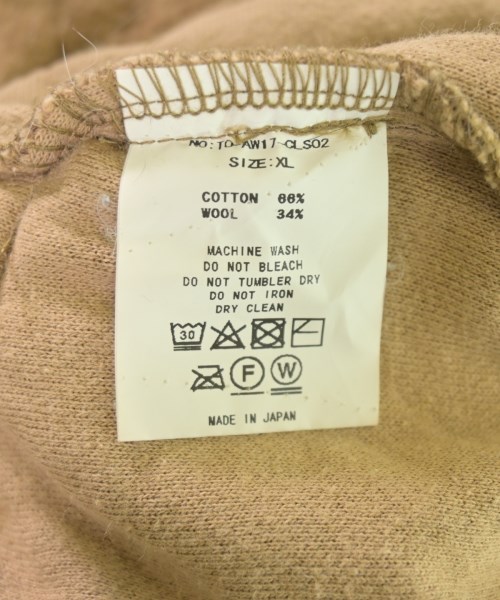 NO:TO-AW17-CLS02
SIZE:XL
COTTON 66%
WOOL 34%
MACHINE WASH
DO NOT BLEACH
DO NOT TUMBLER DRY
DO NOT IRON
DRY CLEAN
30
F W
MADE IN JAPAN